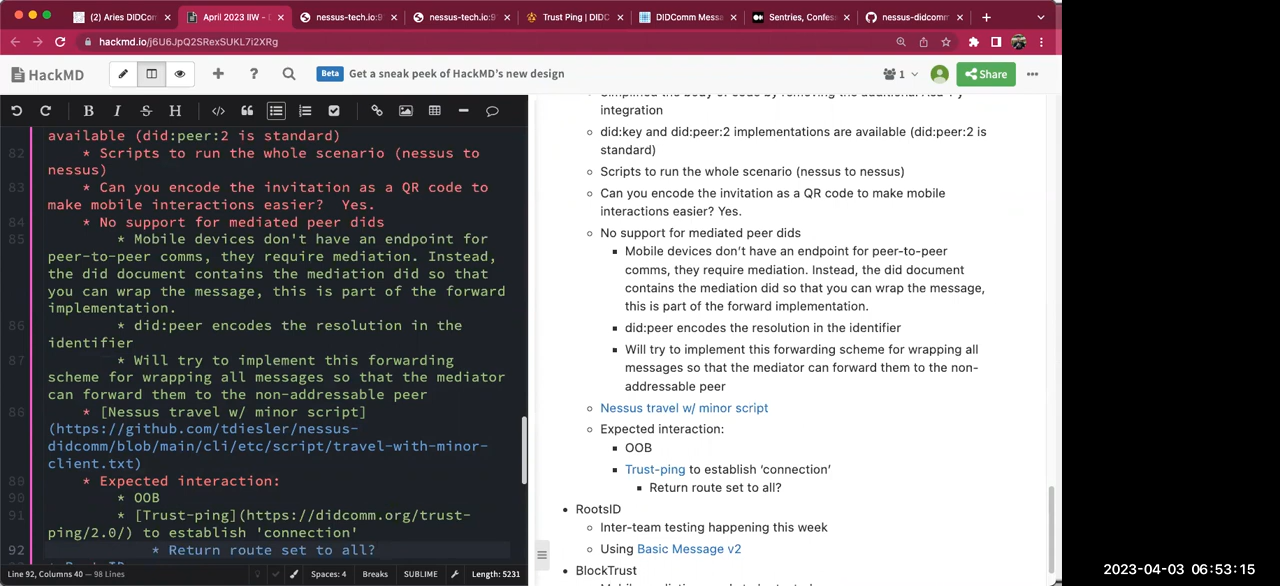 (1) Aries DIDCom
April 2023 IIW - D
nessus-tech.io:9
nessus-tech.io:9
Trust Ping | DIDC
DIDComm Messa
Sentries, Confess
nessus-didcomm
hackmd.io/j6U6JpQ2SRexSUKL7i2XRg
HackMD
Beta
Get a sneak peek of HackMD's new design
1
Share
available (did:peer:2 is standard)
82 * Scripts to run the whole scenario (nessus to
nessus)
83 * Can you encode the invitation as a QR code to
make mobile interactions easier? Yes.
84 * No support for mediated peer dids
85 * Mobile devices don't have an endpoint for
peer-to-peer comms, they require mediation. Instead,
the did document contains the mediation did so that
you can wrap the message, this is part of the forward
implementation.
86 * did:peer encodes the resolution in the
identifier
87 * Will try to implement this forwarding
scheme for wrapping all messages so that the mediator
can forward them to the non-addressable peer
* [Nessus travel w/ minor script]
(https://github.com/tdiesler/nessus-
didcomm/blob/main/cli/etc/script/travel-with-minor-
client.txt)
* Expected interaction:
90 * OOB
91 * [Trust-ping](https://didcomm.org/trust-
ping/2.0/) to establish 'connection'
92 * Return route set to all?
Line 92, Columns 40 — 98 Lines
Spaces: 4
Breaks
SUBLIME
Length: 5231
integration
did:key and did:peer:2 implementations are available (did:peer:2 is
standard)
Scripts to run the whole scenario (nessus to nessus)
Can you encode the invitation as a QR code to make mobile
interactions easier? Yes.
No support for mediated peer dids
Mobile devices don't have an endpoint for peer-to-peer
comms, they require mediation. Instead, the did document
contains the mediation did so that you can wrap the message,
this is part of the forward implementation.
did:peer encodes the resolution in the identifier
Will try to implement this forwarding scheme for wrapping all
messages so that the mediator can forward them to the non-
addressable peer
Nessus travel w/ minor script
Expected interaction:
OOB
Trust-ping to establish ‘connection’
Return route set to all?
RootsID
Inter-team testing happening this week
Using Basic Message v2
BlockTrust
2023-04-03 06:53:15